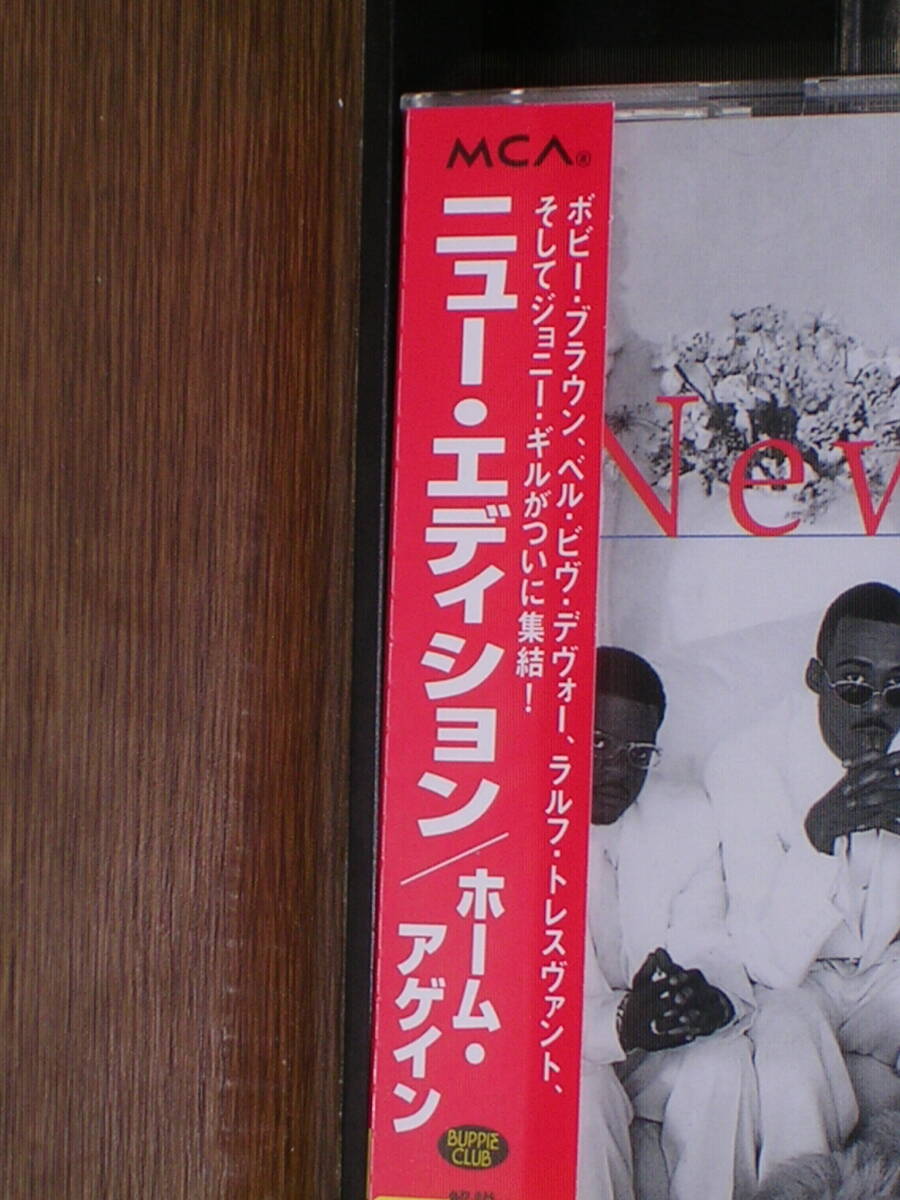 MCA®
ボビー・ブラウン、ベル・ビヴ・デヴォー、ラルフ・トレスヴァント、
そしてジョニー・ギルがついに集結！
ニュー・エディション／ホーム・
アゲイン
BUPPIE
CLUB
New